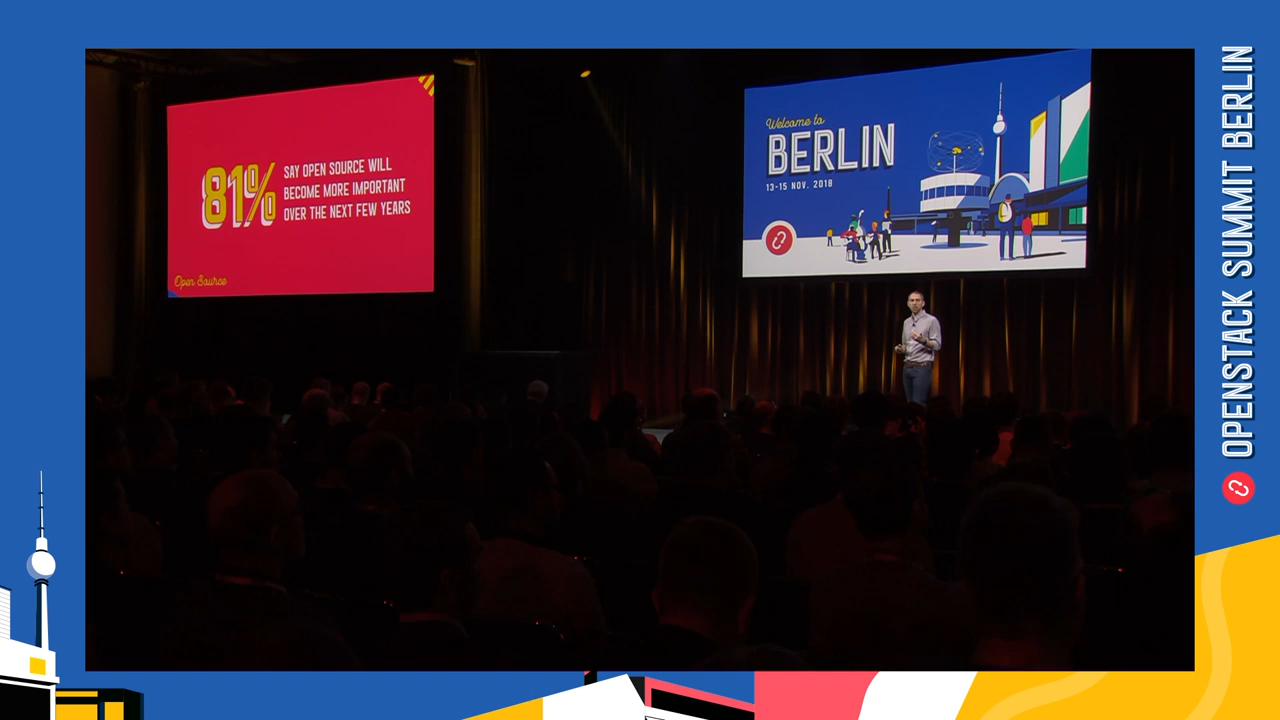 81%
SAY OPEN SOURCE WILL
BECOME MORE IMPORTANT
OVER THE NEXT FEW YEARS
Open Source
Welcome to
BERLIN
13-15 NOV. 2018
OPENSTACK SUMMIT BERLIN